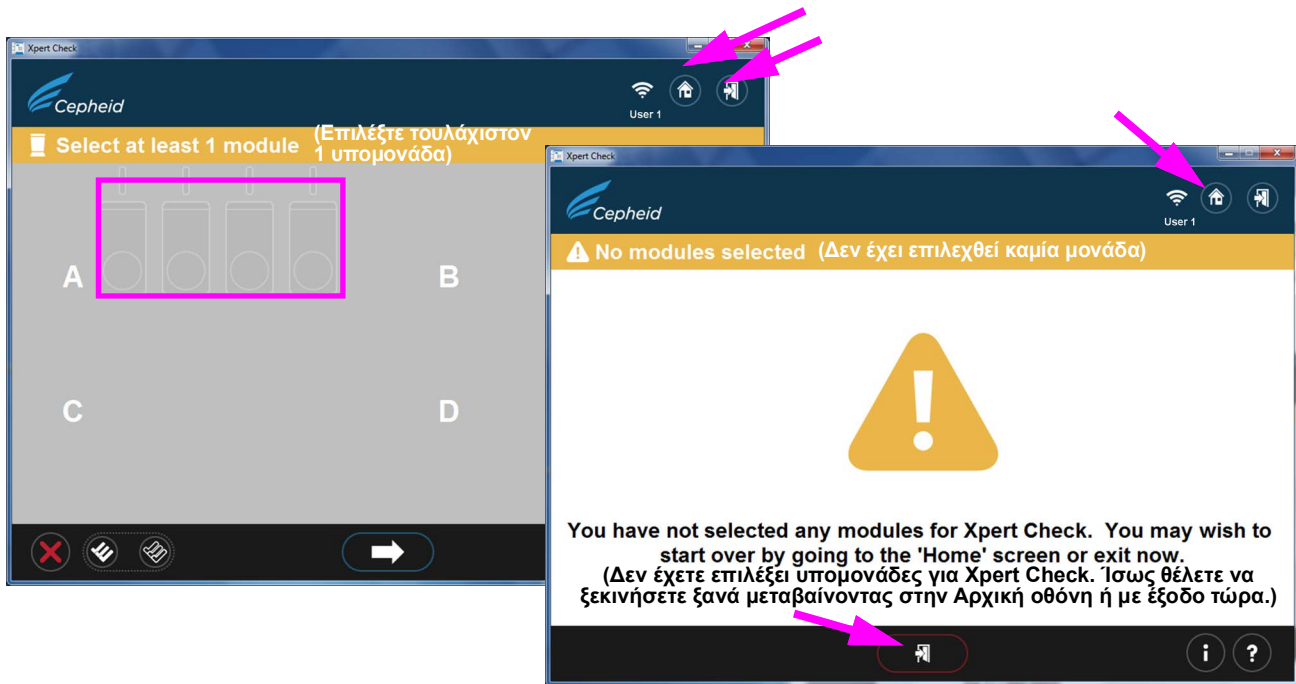 Xpert Check
Cepheid
User 1
Select at least 1 module (Επιλέξτε τουλάχιστον
1 υπομονάδα)
A
B
C
D
Xpert Check
Cepheid
User 1
No modules selected (Δεν έχει επιλεχθεί καμία μονάδα)
You have not selected any modules for Xpert Check. You may wish to
start over by going to the 'Home' screen or exit now.
(Δεν έχετε επιλέξει υπομονάδες για Xpert Check. Ίσως θέλετε να
ξεκινήσετε ξανά μεταβαίνοντας στην Αρχική οθόνη ή με έξοδο τώρα.)
i ?